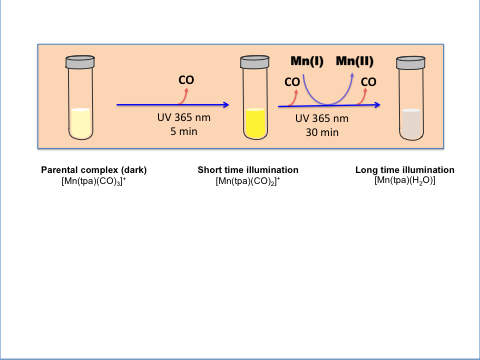 Mn(I) Mn(II)
CO
CO
CO
UV 365 nm
5 min
UV 365 nm
30 min
Parental complex (dark)
[Mn(tpa)(CO)₃]⁺
Short time illumination
[Mn(tpa)(CO)₂]⁺
Long time illumination
[Mn(tpa)(H₂O)]